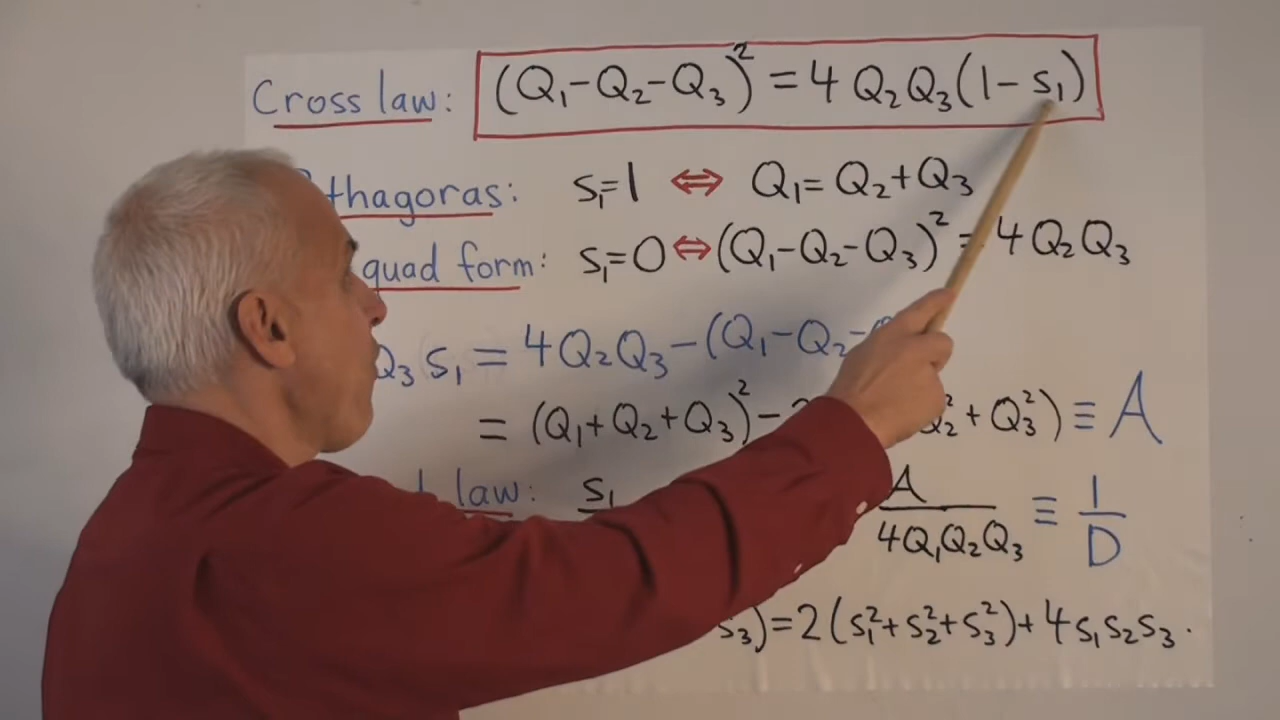 Cross law: (Q₁-Q₂-Q₃)² = 4 Q₂Q₃(1-s₁)
thagoras: s₁=1 ⇔ Q₁=Q₂+Q₃
quad form: s₁=0 ⇔ (Q₁-Q₂-Q₃)² = 4Q₂Q₃
Q₃ s₁ = 4Q₂Q₃-(Q₁-Q₂-
= (Q₁+Q₂+Q₃)²- ₂² + Q₃²) ≡ A
law: s₁ A/4Q₁Q₂Q₃ ≡ 1/D
s₃)=2(s₁²+s₂²+s₃²)+4s₁s₂s₃.